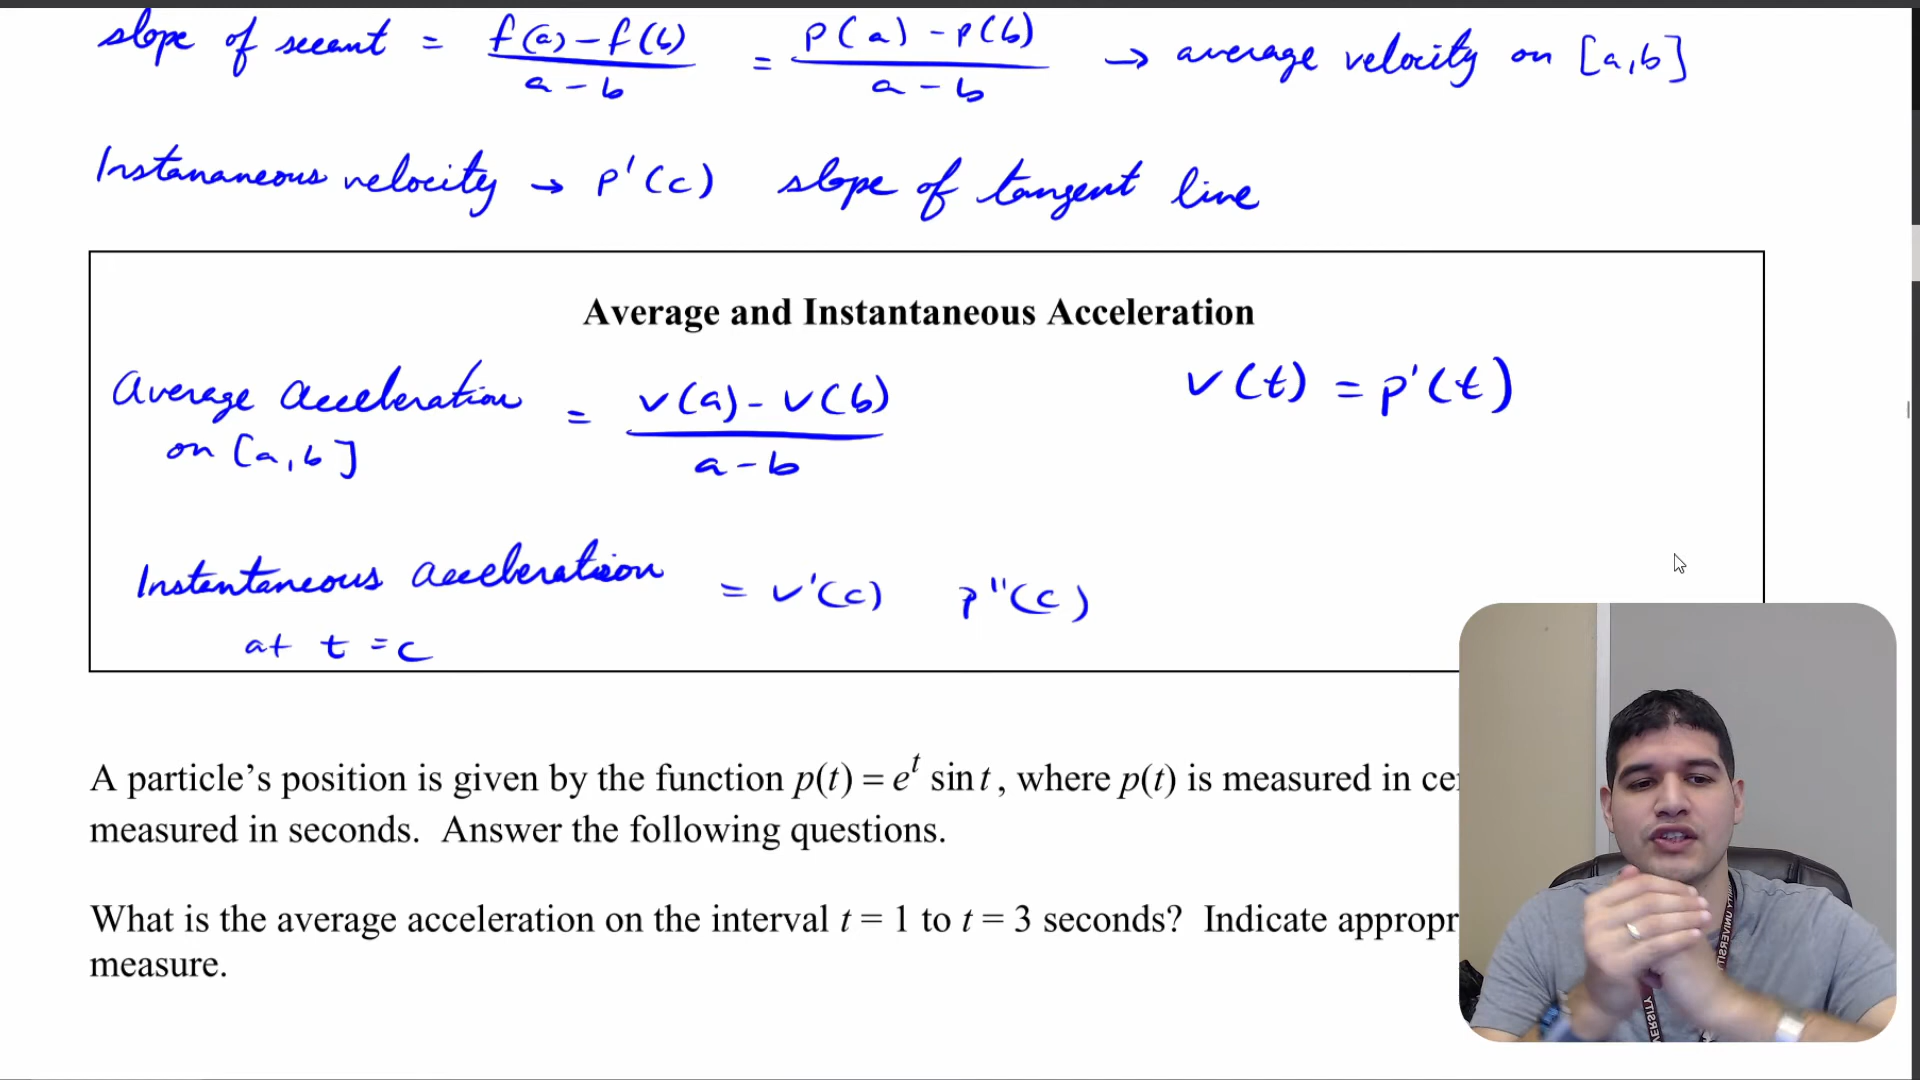 slope of secant = f(a) - f(b) / a - b = p(a) - p(b) / a - b → average velocity on [a,b]
Instananeous velocity → p'(c) slope of tangent line
Average and Instantaneous Acceleration
Average Acceleration on [a,b] = v(a) - v(b) / a - b
v(t) = p'(t)
Instantaneous acceleration at t = c = v'(c) p''(c)
A particle’s position is given by the function p(t) = e^t sin t, where p(t) is measured in
measured in seconds. Answer the following questions.
What is the average acceleration on the interval t = 1 to t = 3 seconds? Indicate
measure.